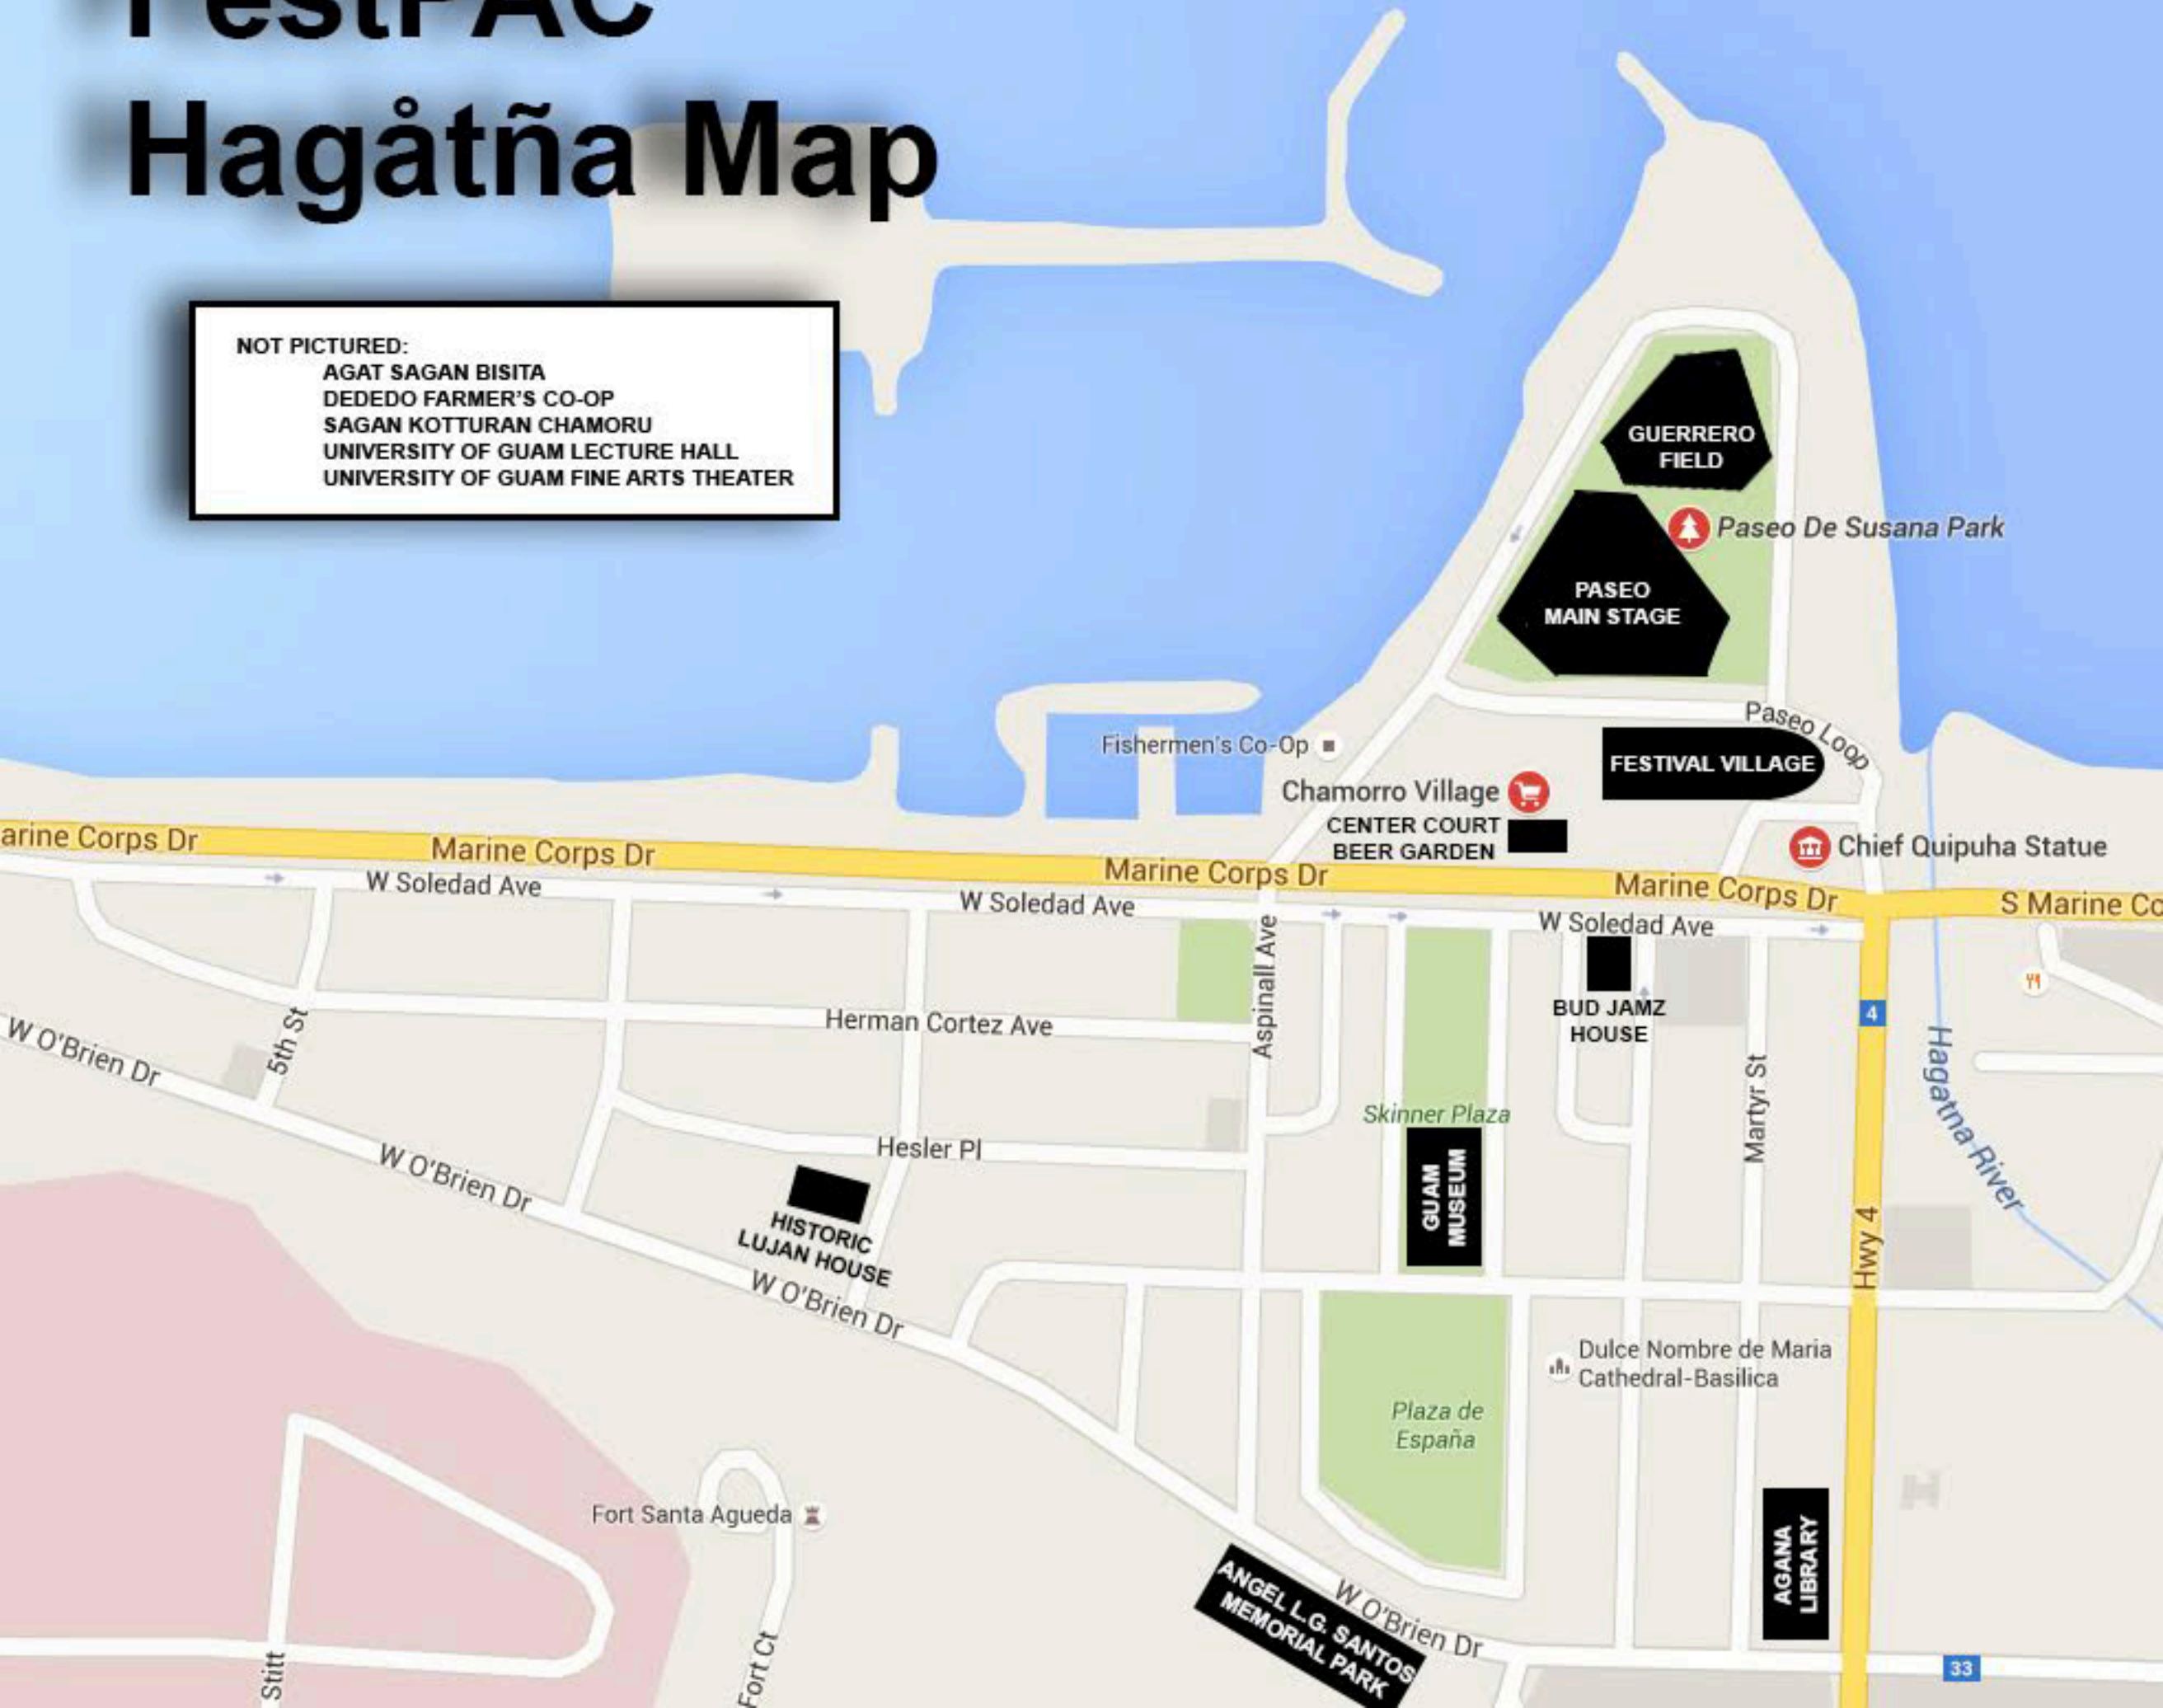 FestPAC
Hagåtña Map
NOT PICTURED:
AGAT SAGAN BISITA
DEDEDO FARMER'S CO-OP
SAGAN KOTTURAN CHAMORU
UNIVERSITY OF GUAM LECTURE HALL
UNIVERSITY OF GUAM FINE ARTS THEATER
GUERRERO
FIELD
Paseo De Susana Park
PASEO
MAIN STAGE
Paseo Loop
Fishermen's Co-Op
FESTIVAL VILLAGE
Chamorro Village
CENTER COURT
BEER GARDEN
Chief Quipuha Statue
arine Corps Dr
Marine Corps Dr
Marine Corps Dr
Marine Corps Dr
S Marine Co
W Soledad Ave
W Soledad Ave
W Soledad Ave
Aspinall Ave
BUD JAMZ
HOUSE
4
Herman Cortez Ave
5th St
W O'Brien Dr
Hagatna River
Martyr St
Skinner Plaza
GUAM
MUSEUM
Hesler Pl
W O'Brien Dr
HISTORIC
LUJAN HOUSE
W O'Brien Dr
Hwy 4
Dulce Nombre de Maria
Cathedral-Basilica
Plaza de
España
Fort Santa Agueda
AGANA
LIBRARY
ANGEL L.G. SANTOS
MEMORIAL PARK
W O'Brien Dr
Stitt
Fort Ct
33